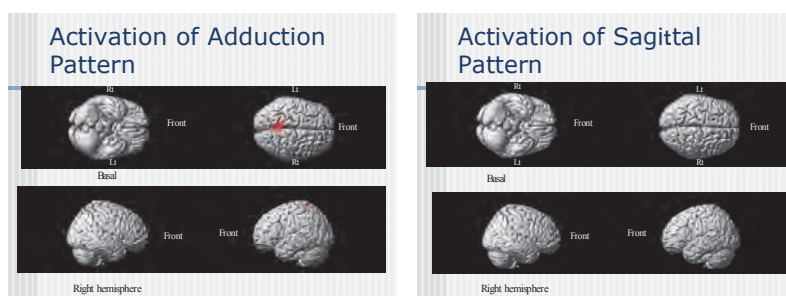 Activation of Adduction
Pattern
Rt
Lt
Front
Front
Lt
Rt
Basal
Front
Front
Right hemisphere
Activation of Sagittal
Pattern
Rt
Lt
Front
Front
Lt
Rt
Basal
Front
Front
Right hemisphere